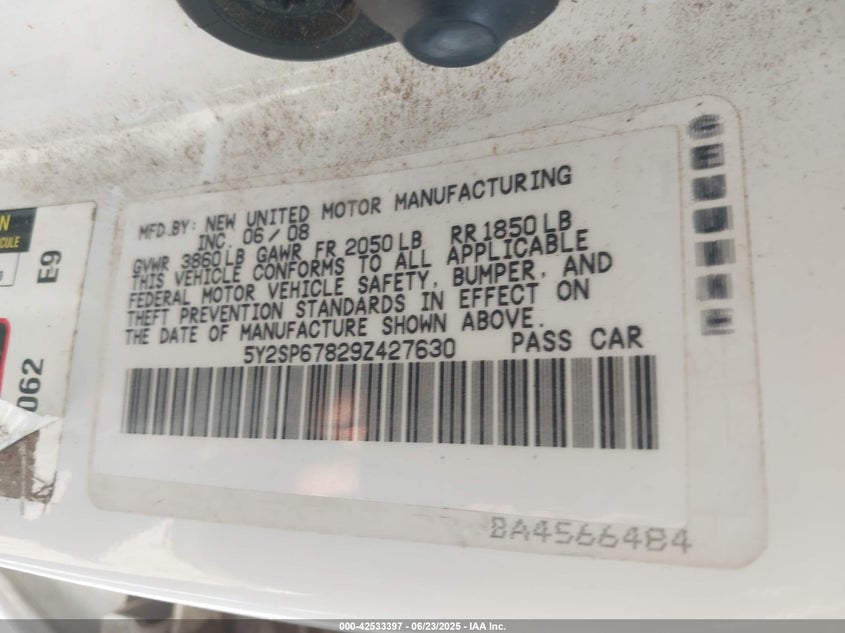 N
CULE
E9
062
MFD.BY: NEW UNITED MOTOR MANUFACTURING
INC. 06/08
GVWR 3860LB GAWR FR 2050LB RR1850LB
THIS VEHICLE CONFORMS TO ALL APPLICABLE
FEDERAL MOTOR VEHICLE SAFETY, BUMPER, AND
THEFT PREVENTION STANDARDS IN EFFECT ON
THE DATE OF MANUFACTURE SHOWN ABOVE.
5Y2SP67829Z427630 PASS CAR
BA4566484
000-42533397 - 06/23/2025 - IAA Inc.